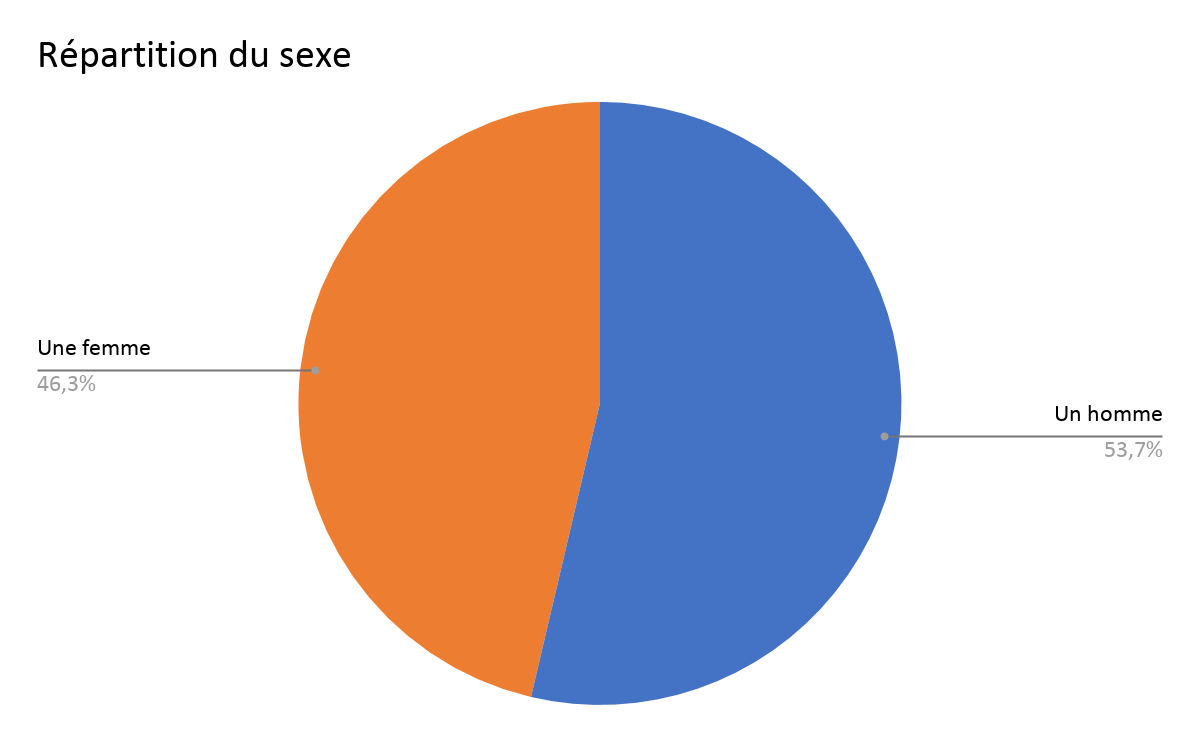 Répartition du sexe
Une femme
46,3%
Un homme
53,7%